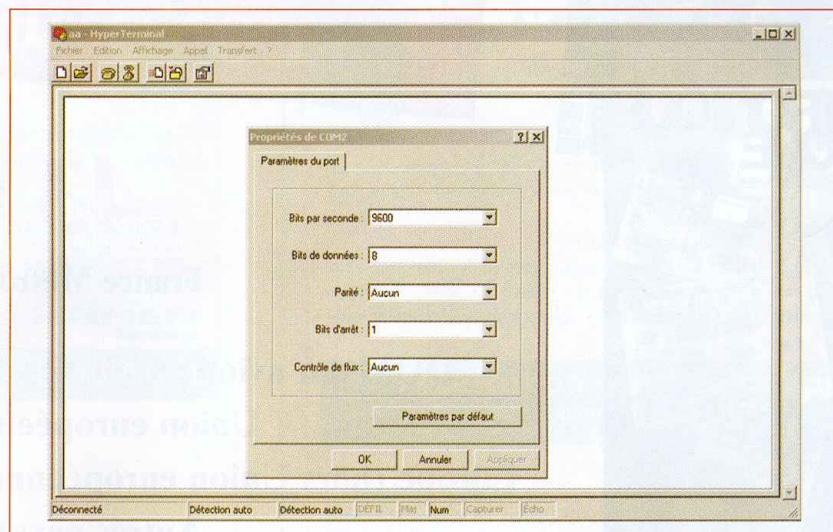 aa - HyperTerminal
Fichier Edition Affichage Appel Transfert ?
Propriétés de COM2
Paramètres du port
Bits par seconde : 9600
Bits de données : 8
Parité : Aucun
Bits d'arrêt : 1
Contrôle de flux : Aucun
Paramètres par défaut
OK Annuler Appliquer
Déconnecté Détection auto Détection auto DEFIL Maj Num Capturer Écho